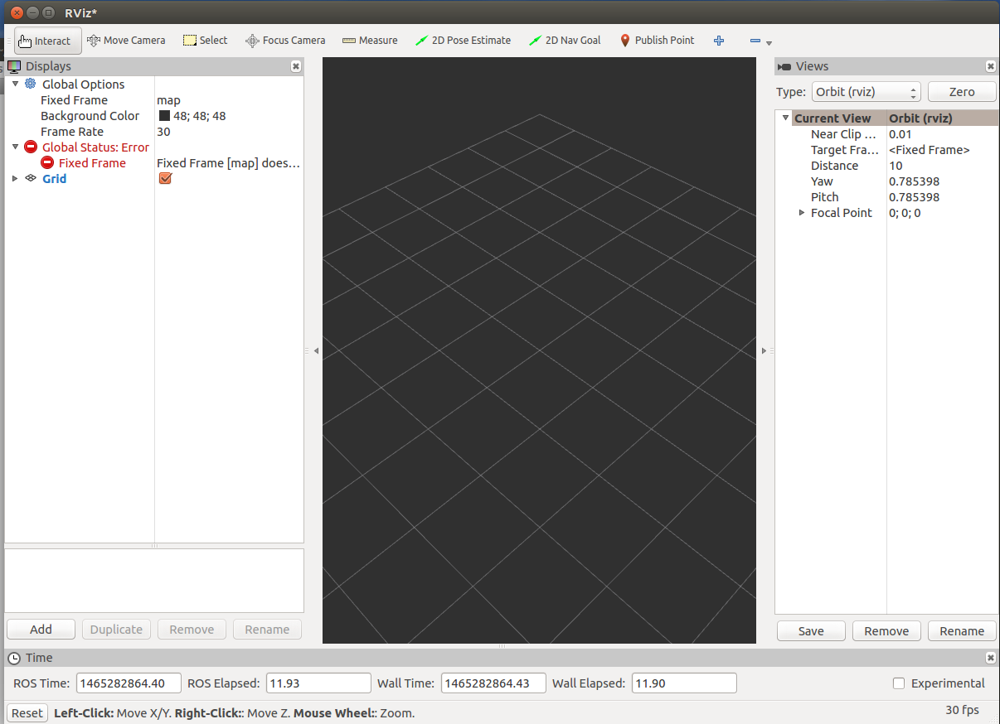 RViz*
Interact Move Camera Select Focus Camera Measure 2D Pose Estimate 2D Nav Goal Publish Point
Displays
Global Options
Fixed Frame map
Background Color 48; 48; 48
Frame Rate 30
Global Status: Error
Fixed Frame Fixed Frame [map] does...
Grid
Add Duplicate Remove Rename
Views
Type: Orbit (rviz) Zero
Current View Orbit (rviz)
Near Clip ... 0.01
Target Fra... <Fixed Frame>
Distance 10
Yaw 0.785398
Pitch 0.785398
Focal Point 0; 0; 0
Save Remove Rename
Time
ROS Time: 1465282864.40 ROS Elapsed: 11.93 Wall Time: 1465282864.43 Wall Elapsed: 11.90 Experimental
Reset Left-Click: Move X/Y. Right-Click:: Move Z. Mouse Wheel:: Zoom. 30 fps